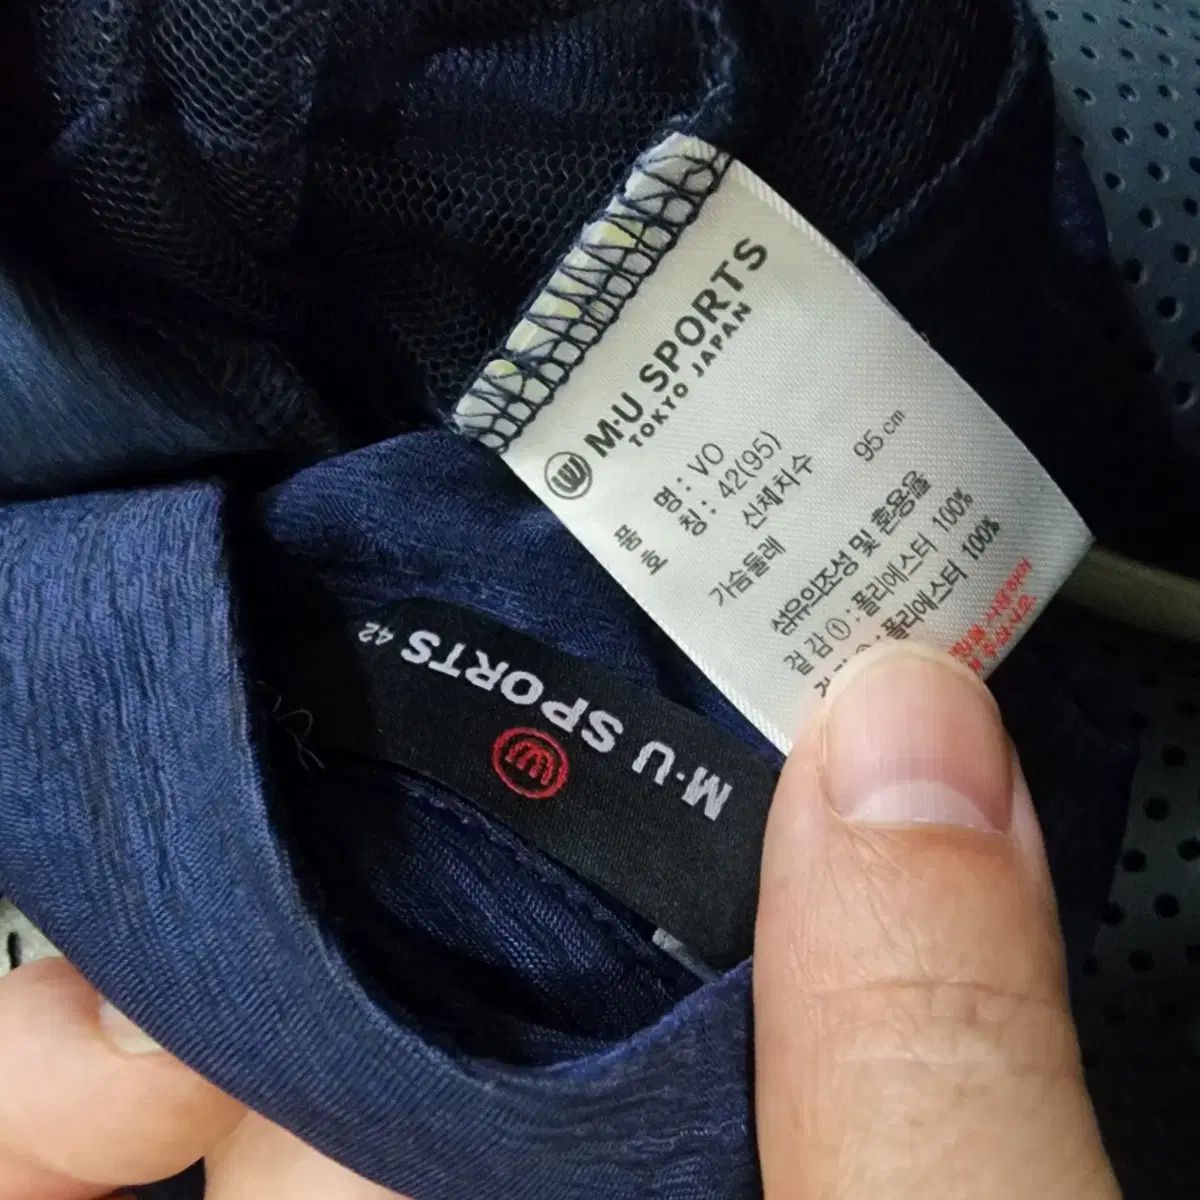 M·U SPORTS
TOKYO JAPAN
품 명 : VO
호 칭 : 42(95)
신체치수
가슴둘레 95cm
섬유의조성 및 혼용율
겉감① : 폴리에스터 100%
폴리에스터 100%
M·U SPORTS 42